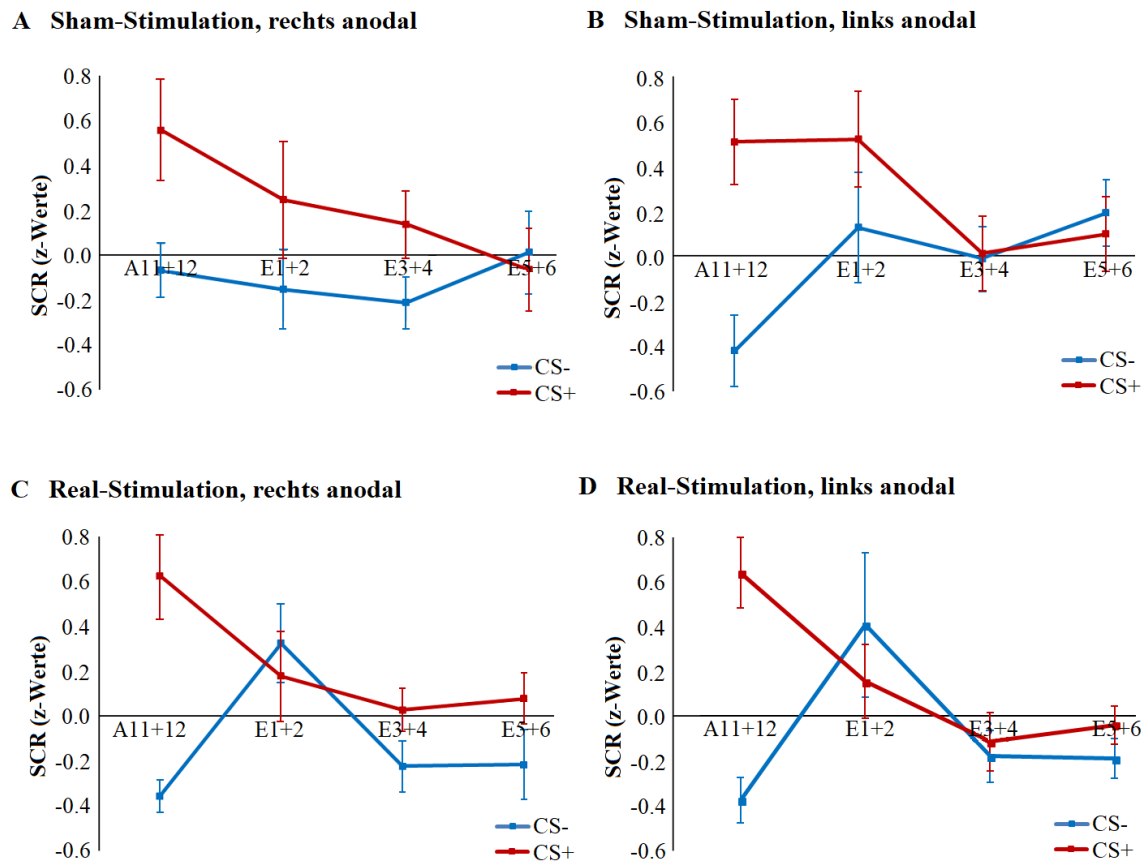 A Sham-Stimulation, rechts anodal
SCR (z-Werte)
0.8
0.6
0.4
0.2
0.0
-0.2
-0.4
-0.6
A11+12 E1+2 E3+4 E5+6
CS-
CS+
B Sham-Stimulation, links anodal
SCR (z-Werte)
0.8
0.6
0.4
0.2
0.0
-0.2
-0.4
-0.6
A11+12 E1+2 E3+4 E5+6
CS-
CS+
C Real-Stimulation, rechts anodal
SCR (z-Werte)
0.8
0.6
0.4
0.2
0.0
-0.2
-0.4
-0.6
A11+12 E1+2 E3+4 E5+6
CS-
CS+
D Real-Stimulation, links anodal
SCR (z-Werte)
0.8
0.6
0.4
0.2
0.0
-0.2
-0.4
-0.6
A11+12 E1+2 E3+4 E5+6
CS-
CS+